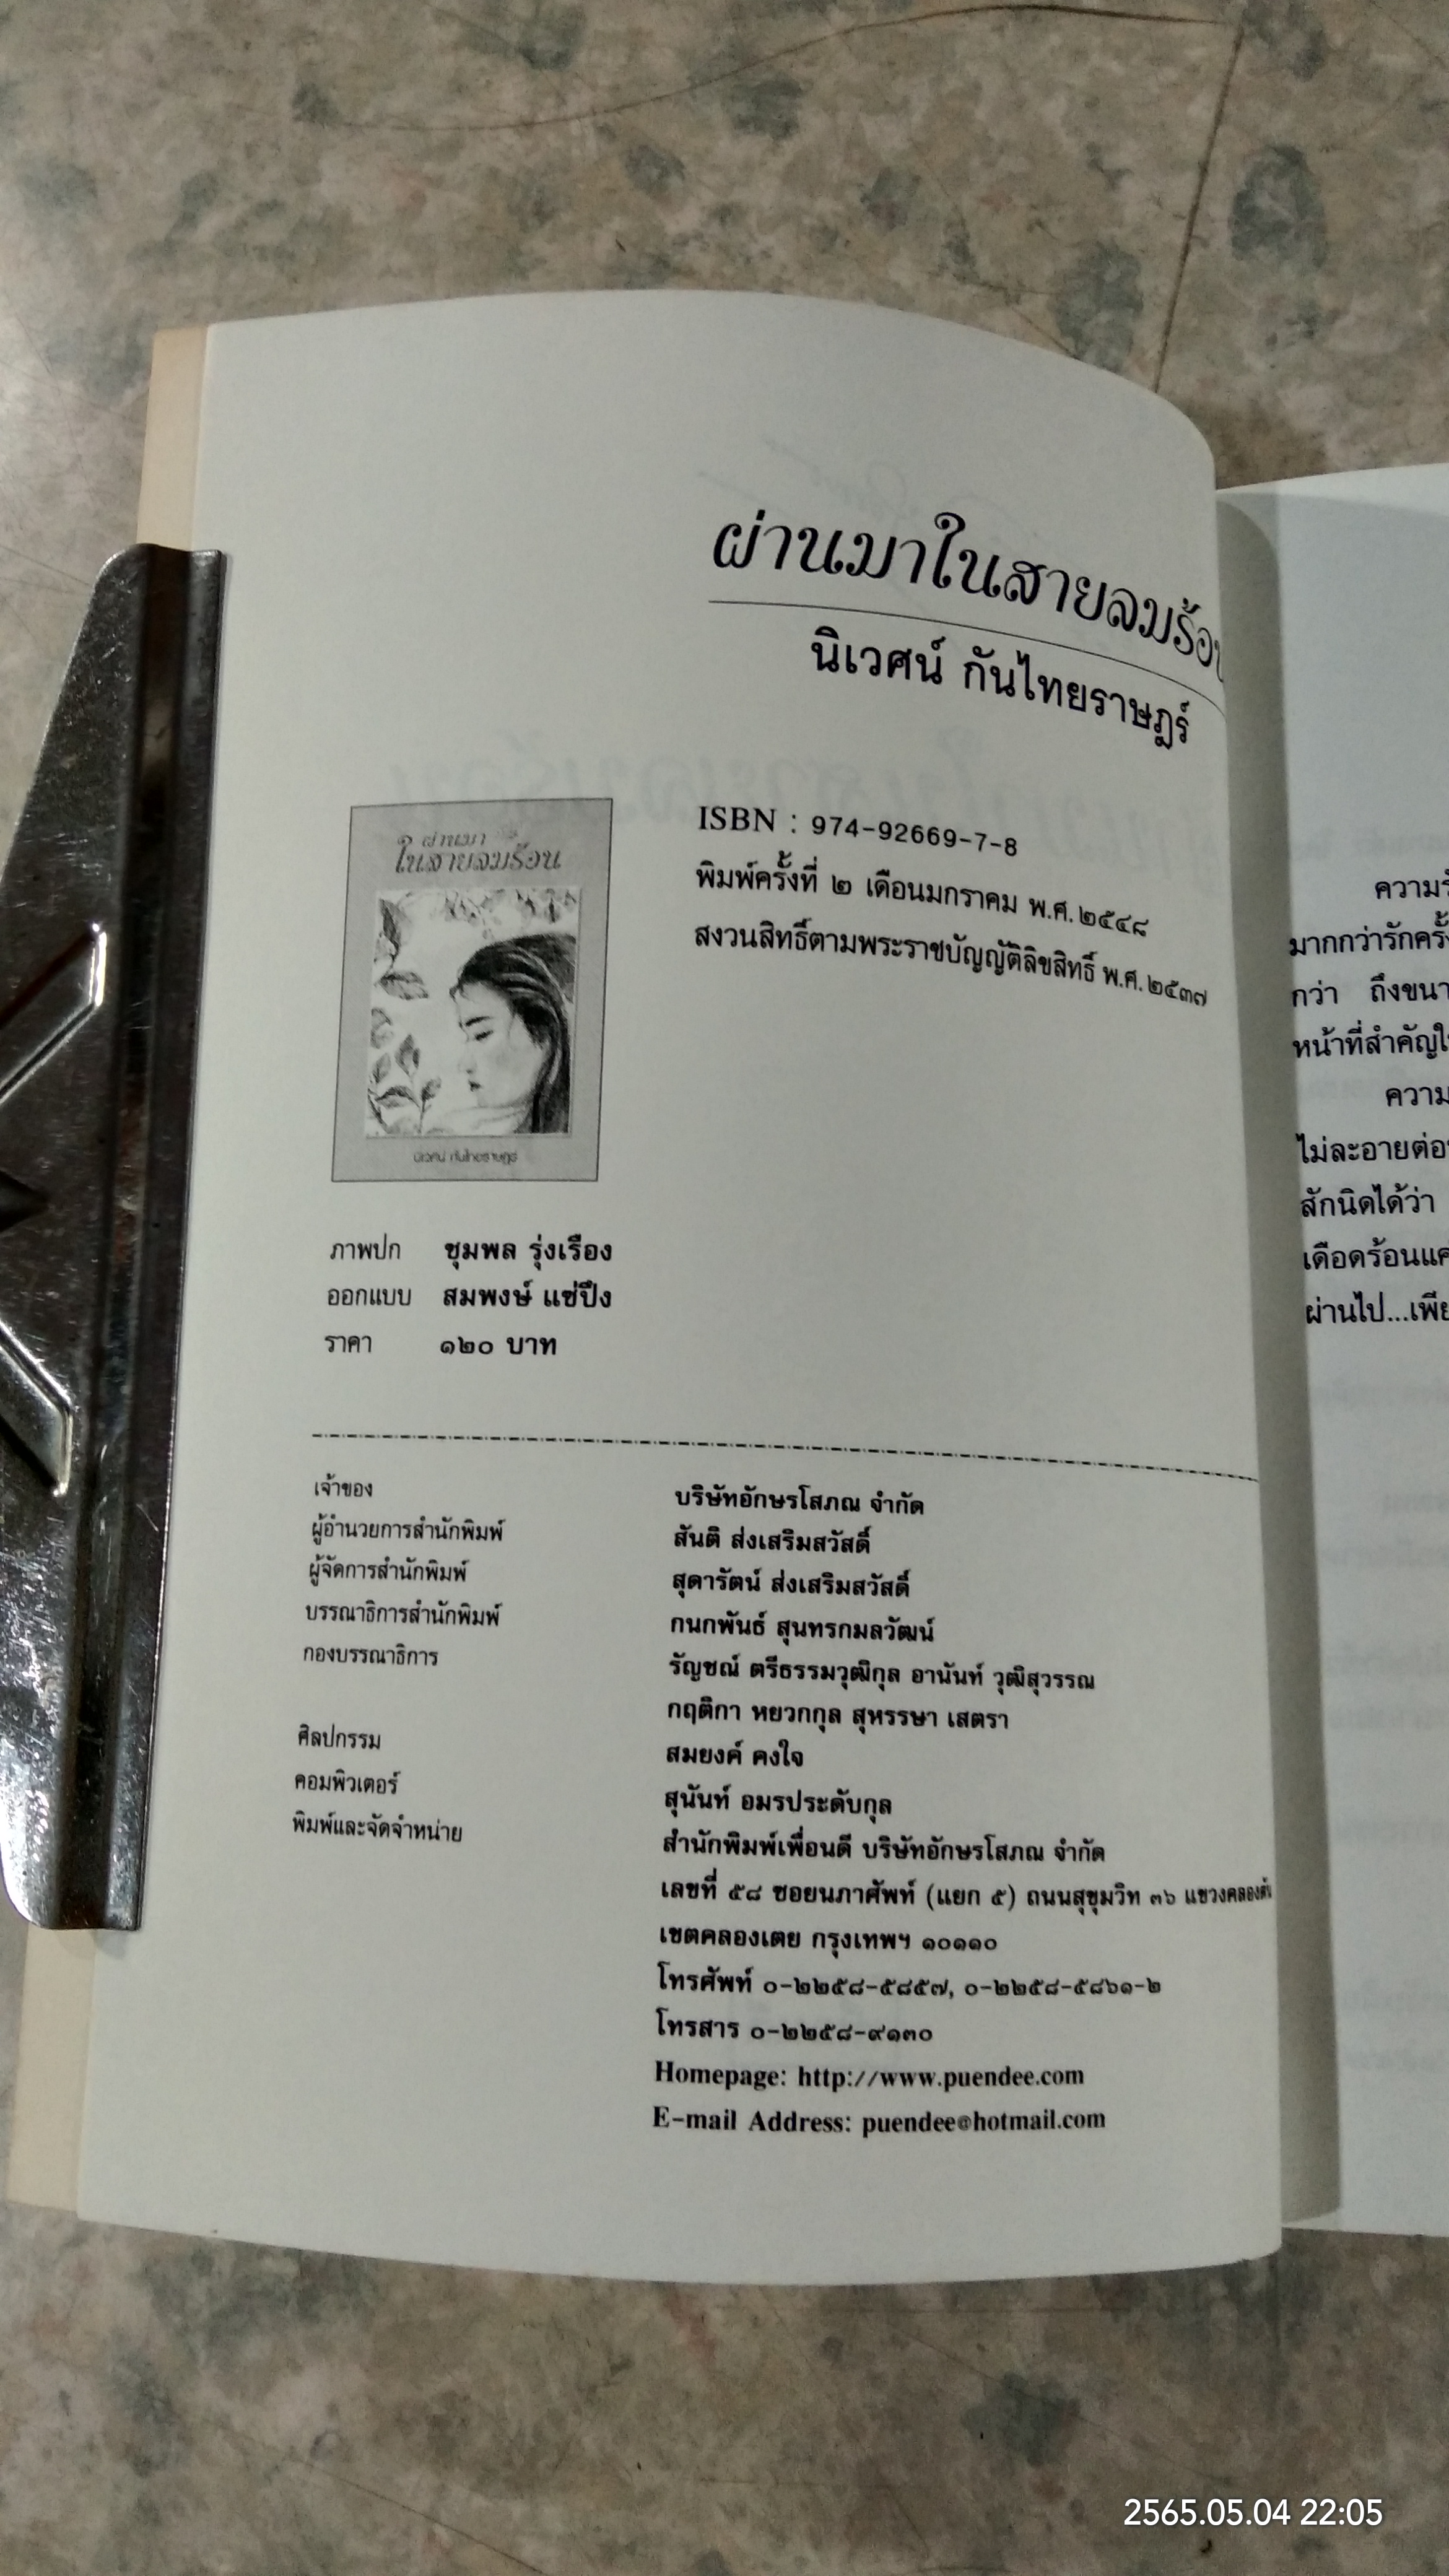 ผ่านมาในสายลมร้อน
นิเวศน์ กันไทยราษฎร์
ISBN : 974-92669-7-8
พิมพ์ครั้งที่ ๒ เดือนมกราคม พ.ศ. ๒๕๔๘
สงวนสิทธิ์ตามพระราชบัญญัติลิขสิทธิ์ พ.ศ. ๒๕๓๗
ผ่านมา
ในสายลมร้อน
นิเวศน์ กันไทยราษฎร์
ภาพปก ชุมพล รุ่งเรือง
ออกแบบ สมพงษ์ แซ่ปึง
ราคา ๑๒๐ บาท
เจ้าของ บริษัทอักษรโสภณ จำกัด
ผู้อำนวยการสำนักพิมพ์ สันติ ส่งเสริมสวัสดิ์
ผู้จัดการสำนักพิมพ์ สุดารัตน์ ส่งเสริมสวัสดิ์
บรรณาธิการสำนักพิมพ์ กนกพันธ์ สุนทรกมลวัฒน์
กองบรรณาธิการ รัญชณ์ ตรีธรรมวุฒิกุล อานันท์ วุฒิสุวรรณ
กฤติกา หยวกกุล สุหรรษา เสตรา
ศิลปกรรม สมยงค์ คงใจ
คอมพิวเตอร์ สุนันท์ อมรประดับกุล
พิมพ์และจัดจำหน่าย สำนักพิมพ์เพื่อนดี บริษัทอักษรโสภณ จำกัด
เลขที่ ๕๘ ซอยนภาศัพท์ (แยก ๕) ถนนสุขุมวิท ๓๖ แขวงคลองตัน
เขตคลองเตย กรุงเทพฯ ๑๐๑๑๐
โทรศัพท์ ๐-๒๒๕๘-๕๘๕๗, ๐-๒๒๕๘-๕๘๖๑-๒
โทรสาร ๐-๒๒๕๘-๙๑๓๐
Homepage: http://www.puendee.com
E-mail Address: puendee@hotmail.com
มากกว่ารักครั้ง
กว่า ถึงขนา
หน้าที่สำคัญใ
ความ
ไม่ละอายต่อ
สักนิดได้ว่า
เดือดร้อนแ
ผ่านไป...เพีย
2565.05.04 22:05